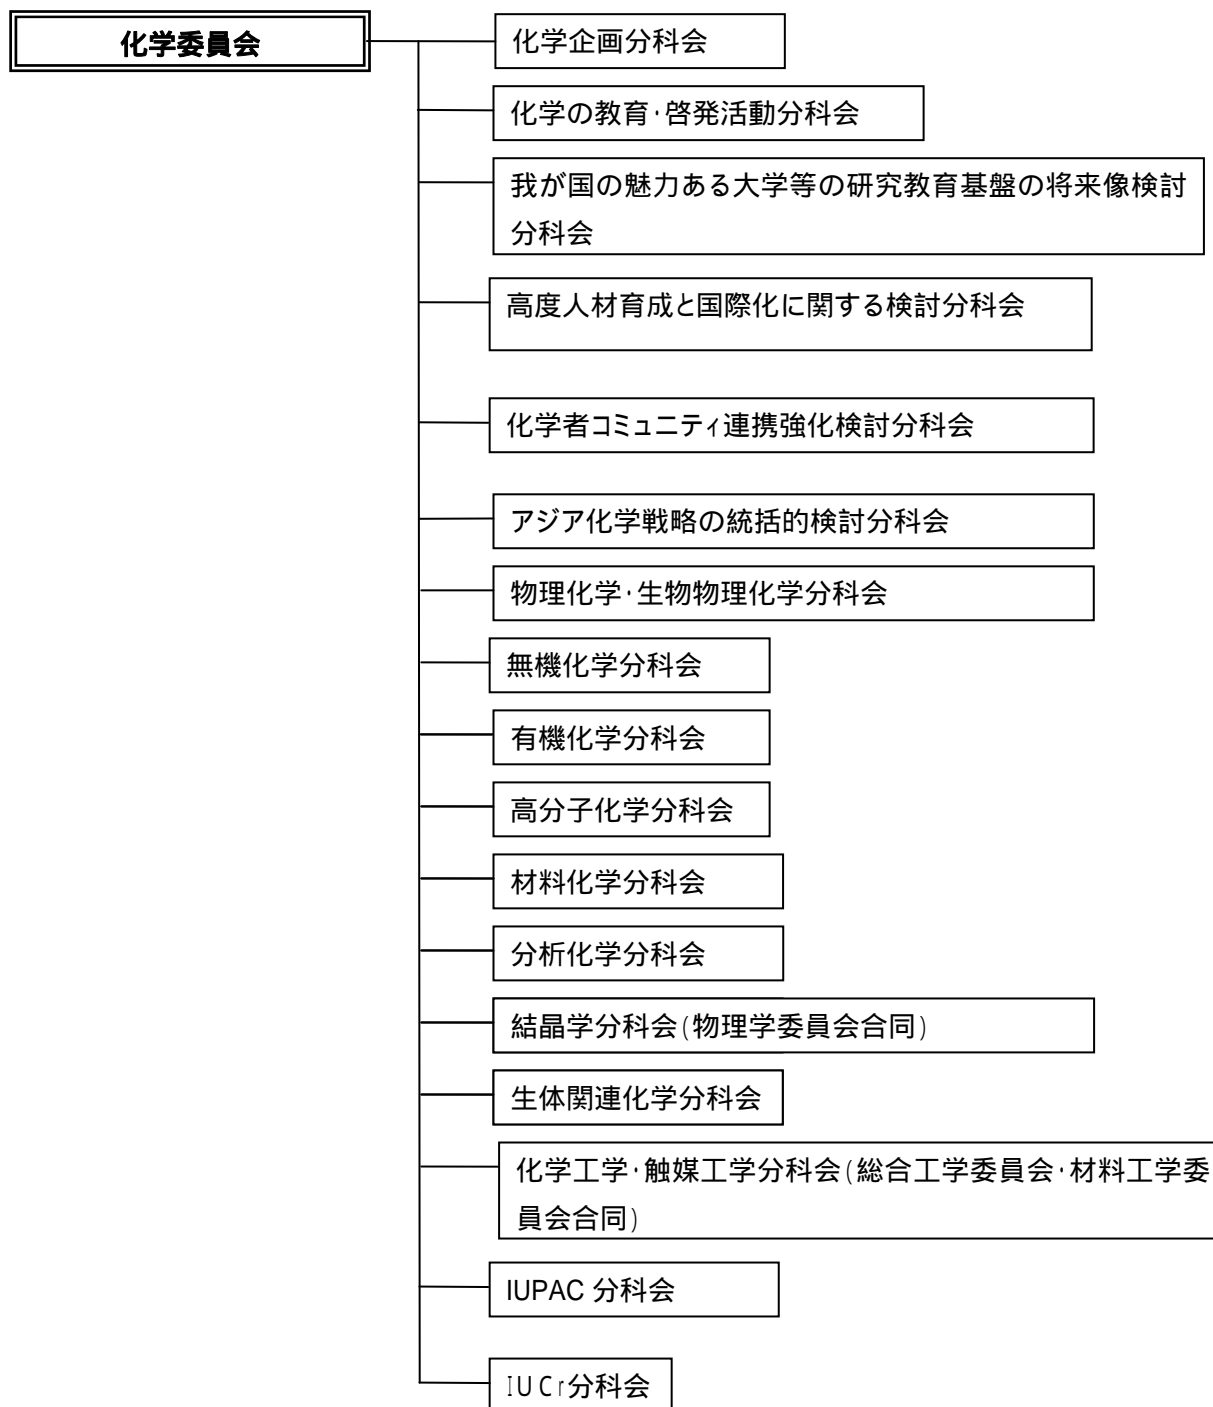 化学委員会
化学企画分科会
化学の教育・啓発活動分科会
我が国の魅力ある大学等の研究教育基盤の将来像検討
分科会
高度人材育成と国際化に関する検討分科会
化学者コミュニティ連携強化検討分科会
アジア化学戦略の統括的検討分科会
物理化学・生物物理化学分科会
無機化学分科会
有機化学分科会
高分子化学分科会
材料化学分科会
分析化学分科会
結晶学分科会(物理学委員会合同)
生体関連化学分科会
化学工学・触媒工学分科会(総合工学委員会・材料工学委
員会合同)
IUPAC 分科会
IUCr分科会